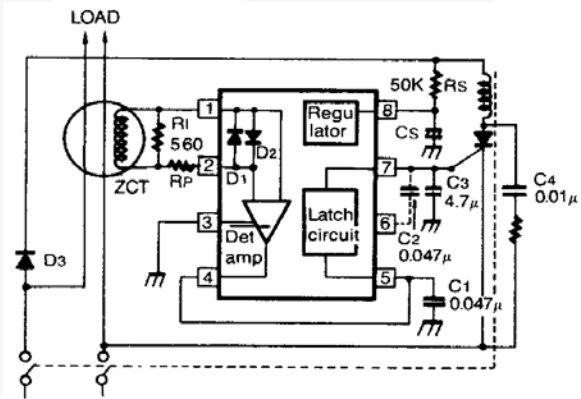 LOAD
50K
RS
1
8
Regu
lator
RI
560
D2
CS
2
D1
7
RP
ZCT
C3
4.7μ
C4
0.01μ
3
Det
amp
Latch
circuit
6
C2
0.047μ
D3
4
5
C1
0.047μ